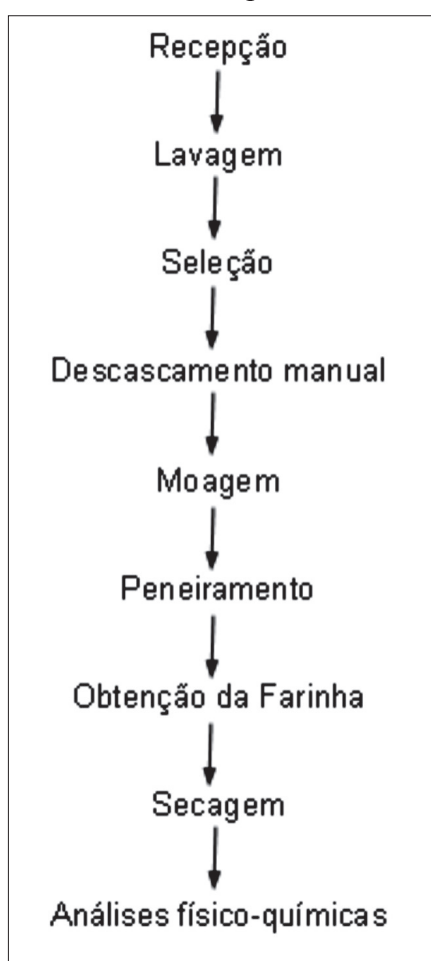 Recepção
Lavagem
Seleção
Descascamento manual
Moagem
Peneiramento
Obtenção da Farinha
Secagem
Análises físico-químicas